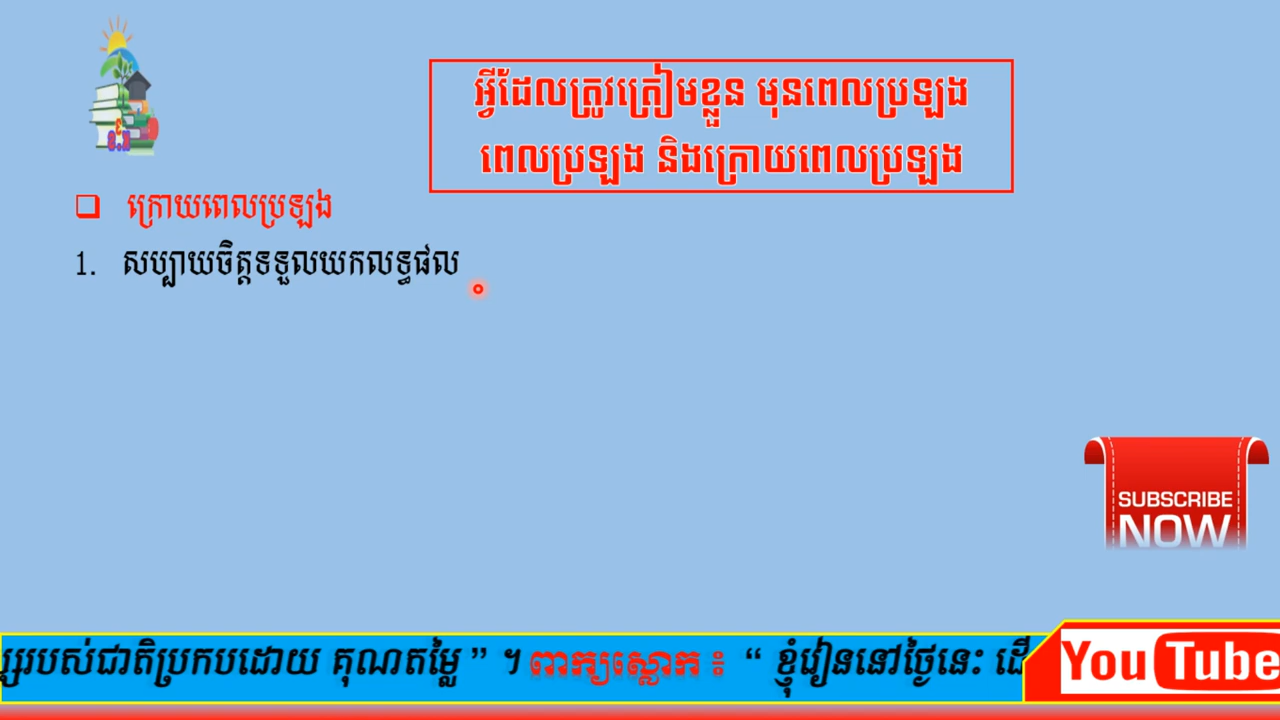 អ្វីដែលត្រូវត្រៀមខ្លួន មុនពេលប្រឡង
ពេលប្រឡង និងក្រោយពេលប្រឡង
ក្រោយពេលប្រឡង
1. សប្បាយចិត្តទទួលយកលទ្ធផល
SUBSCRIBE
NOW
របស់ជាតិប្រកបដោយ គុណតម្លៃ ” ។ ពាក្យស្លោក ៖ “ ខ្ញុំរៀននៅថ្ងៃនេះ ដើ
YouTube